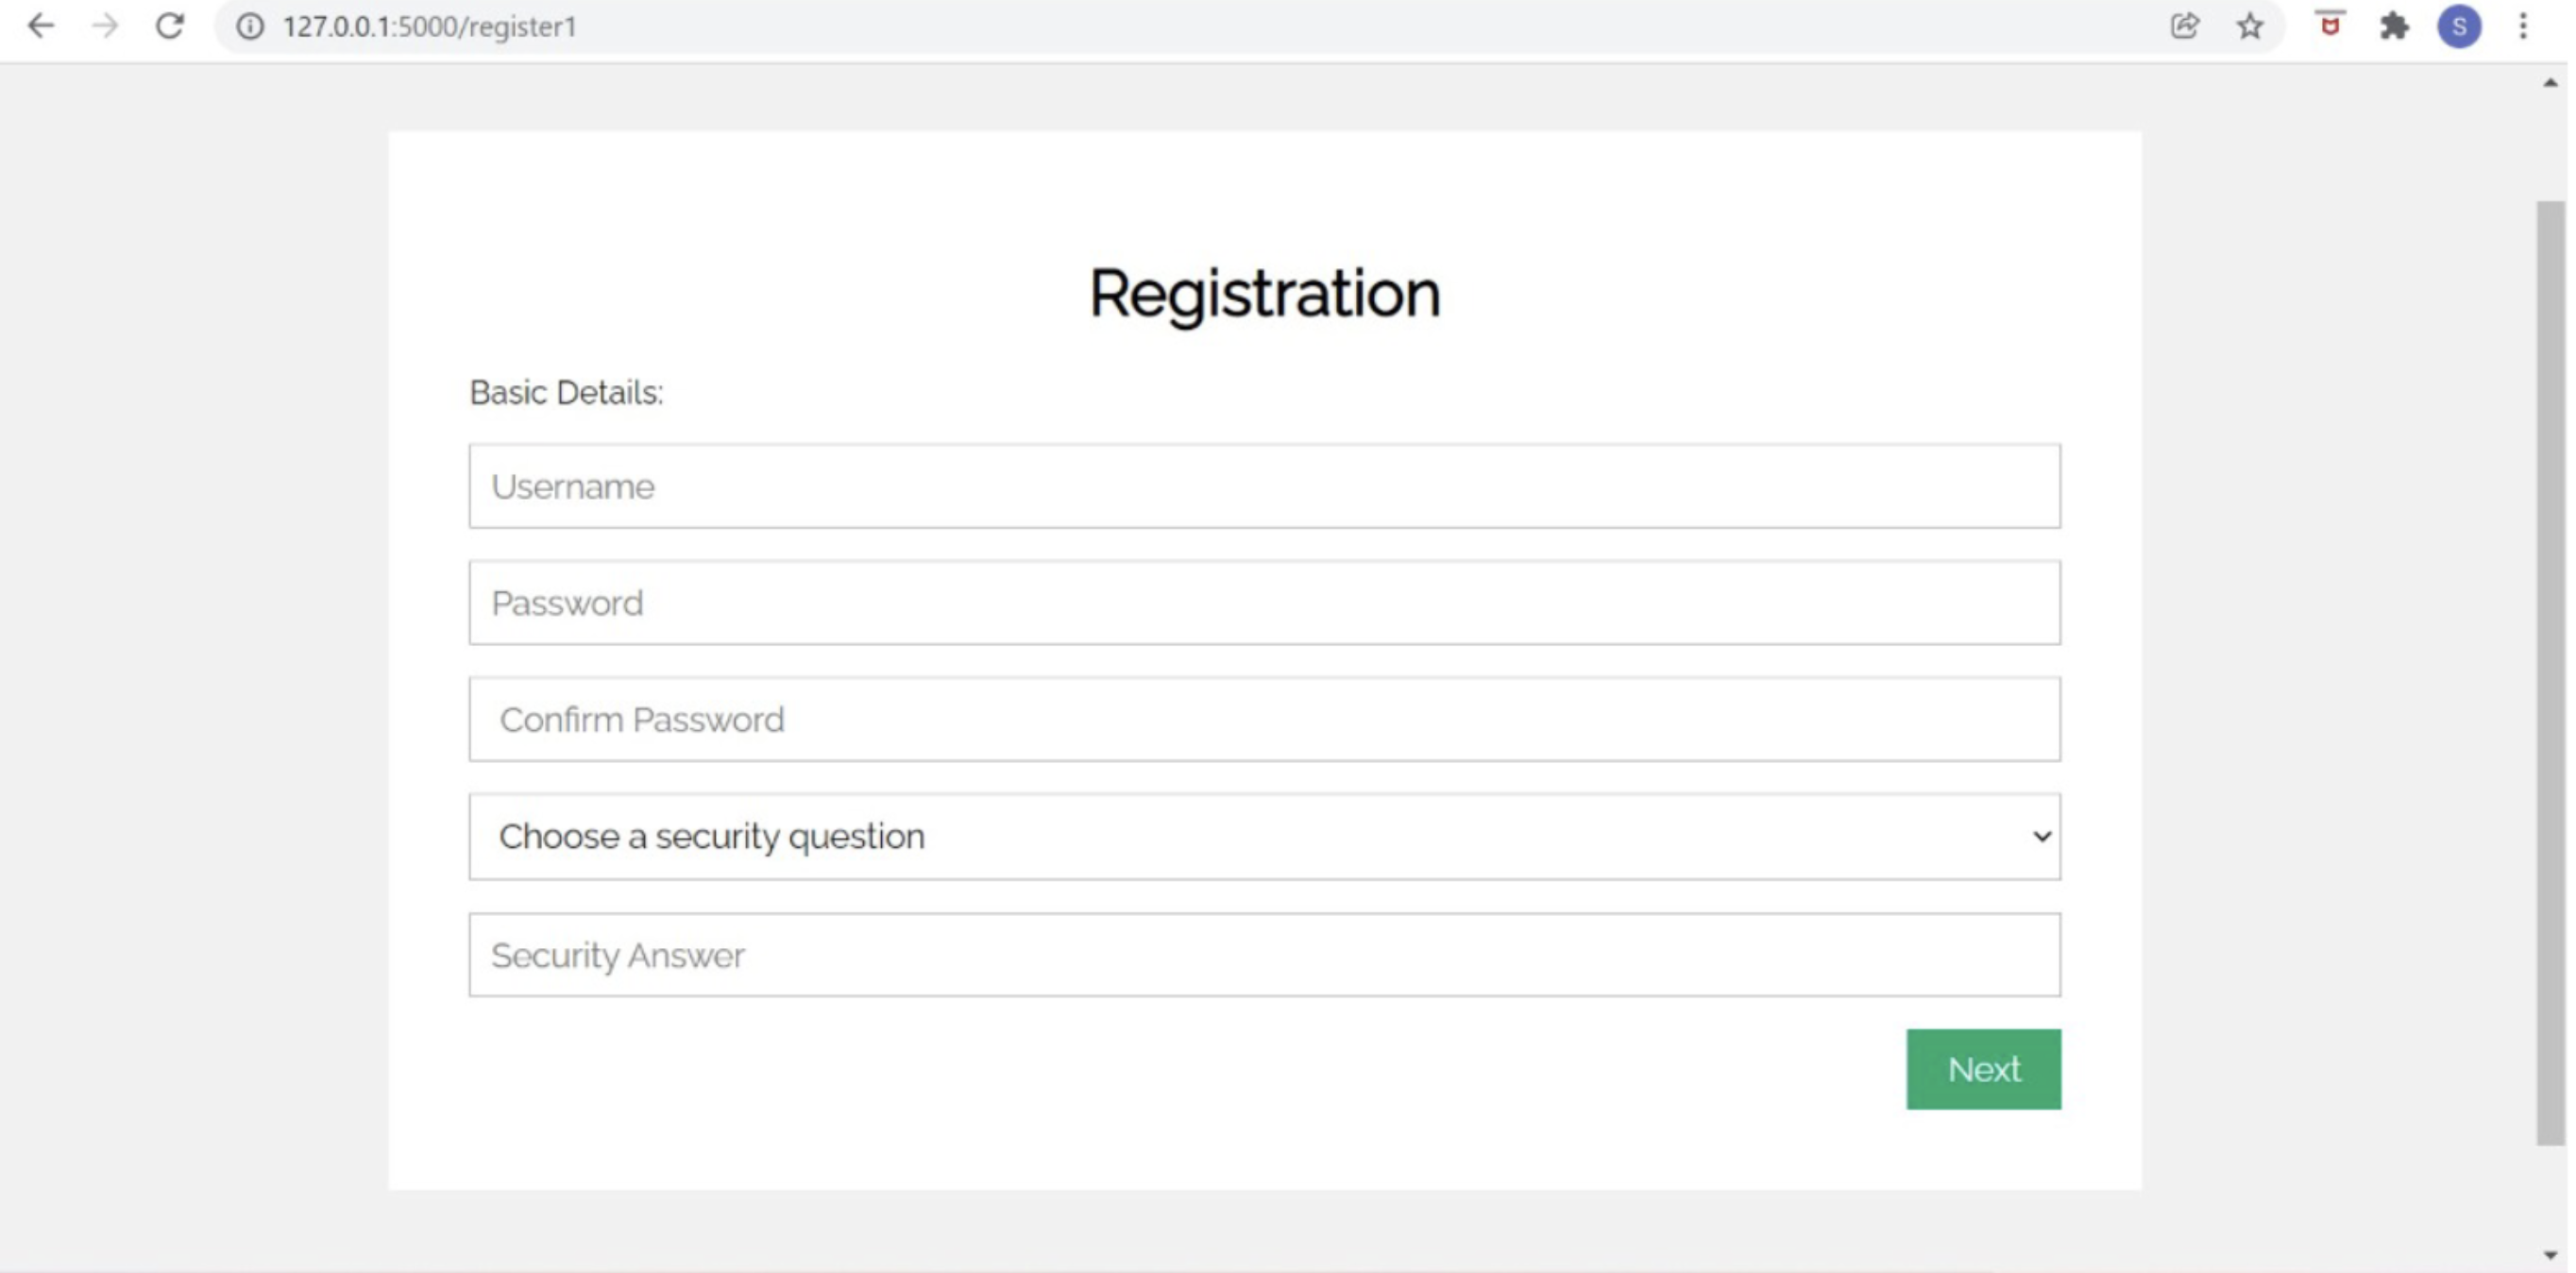 127.0.0.1:5000/register1
S
Registration
Basic Details:
Username
Password
Confirm Password
Choose a security question
Security Answer
Next